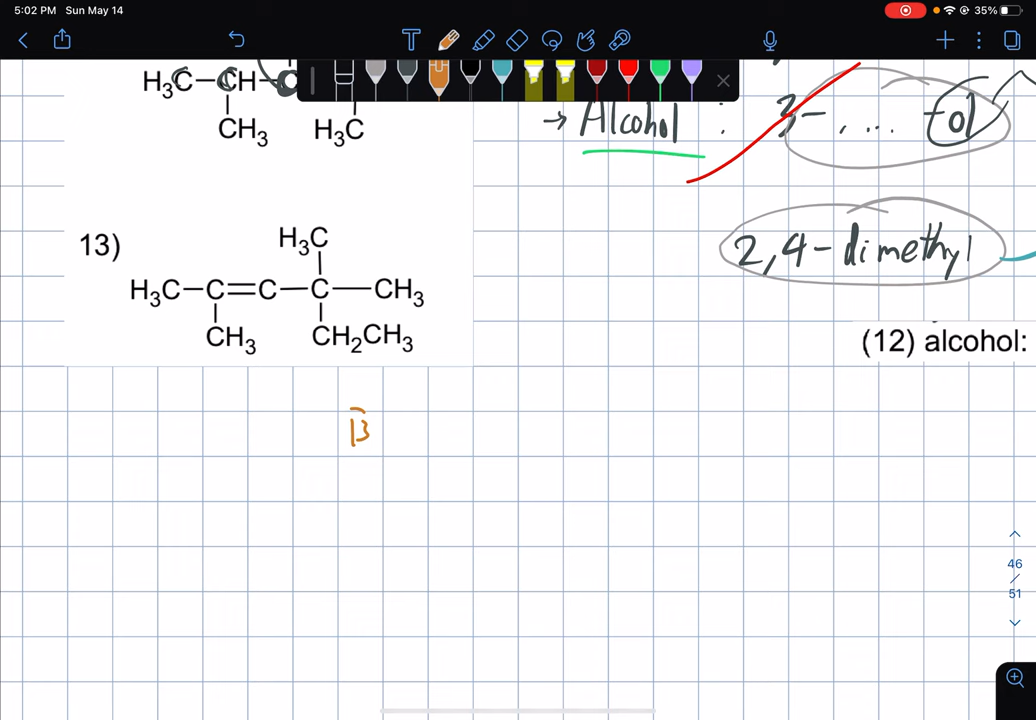 5:02 PM Sun May 14
35%
T
H₃C–CH–
CH₃ H₃C
→ Alcohol : 3- , ... -ol
2,4-dimethyl
13)
H₃C
H₃C–C=C–C–CH₃
CH₃ CH₂CH₃
(12) alcohol:
B
46
/
51